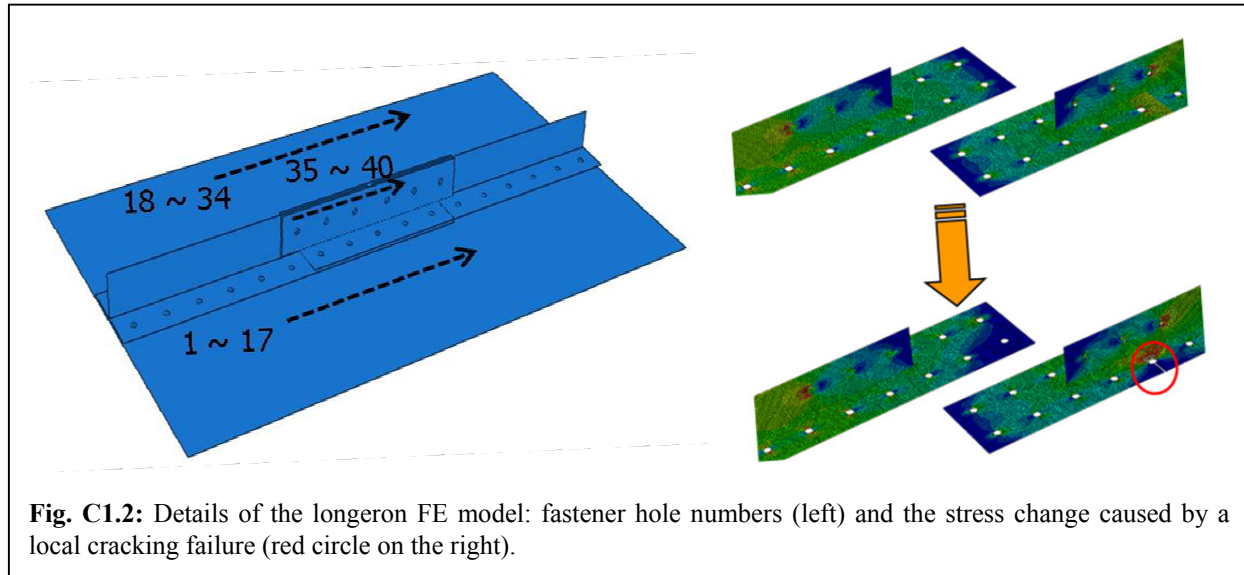 35 ~ 40
18 ~ 34
1 ~ 17
Fig. C1.2: Details of the longeron FE model: fastener hole numbers (left) and the stress change caused by a
local cracking failure (red circle on the right).